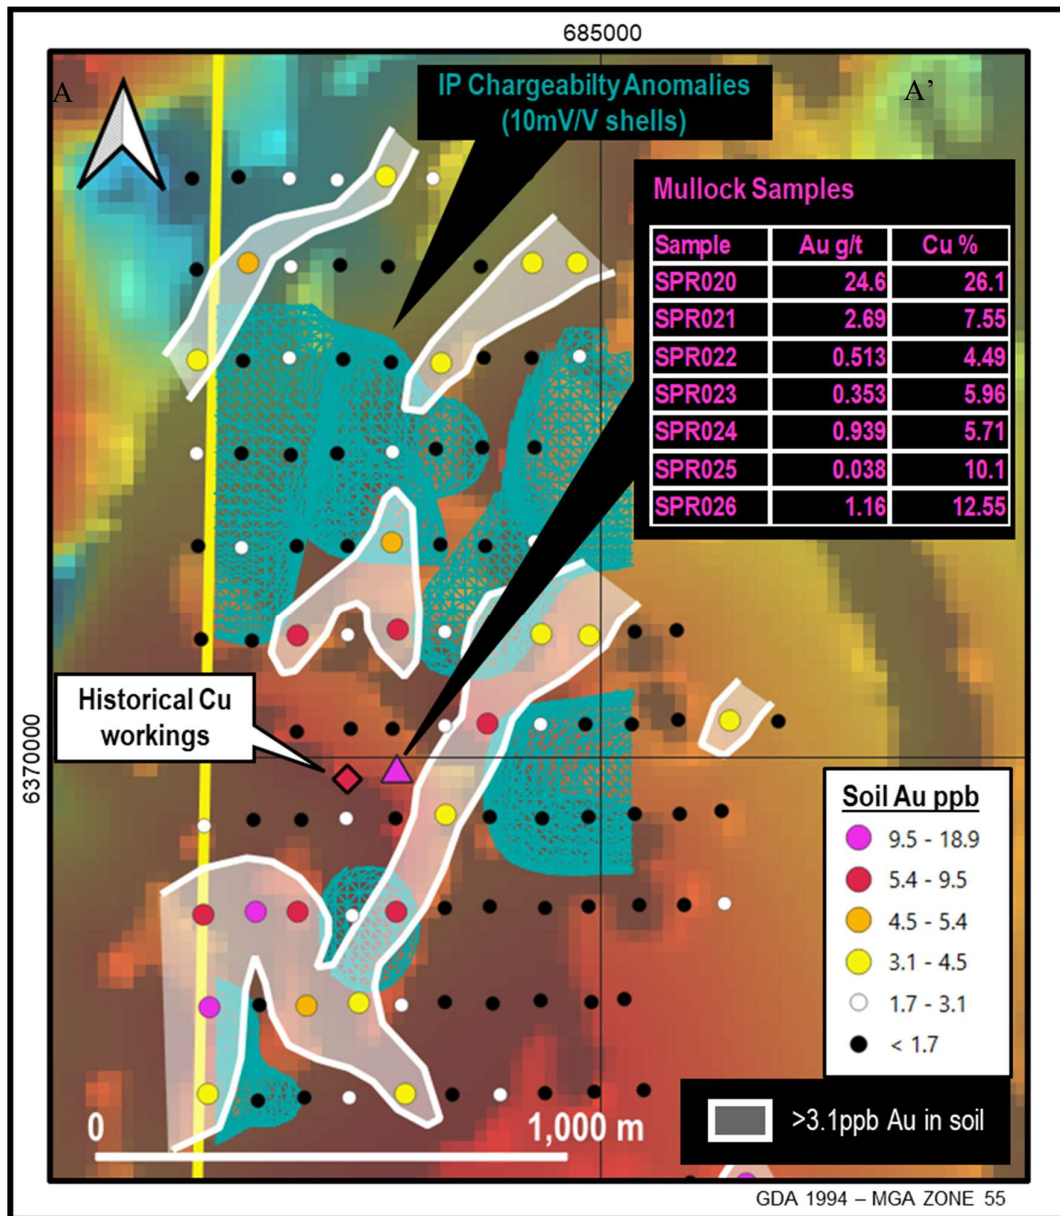 685000
A
A'
IP Chargeabilty Anomalies
(10mV/V shells)
Mullock Samples
Sample Au g/t Cu %
SPR020 24.6 26.1
SPR021 2.69 7.55
SPR022 0.513 4.49
SPR023 0.353 5.96
SPR024 0.939 5.71
SPR025 0.038 10.1
SPR026 1.16 12.55
Historical Cu
workings
6370000
Soil Au ppb
9.5 - 18.9
5.4 - 9.5
4.5 - 5.4
3.1 - 4.5
1.7 - 3.1
< 1.7
>3.1ppb Au in soil
0 1,000 m
GDA 1994 – MGA ZONE 55